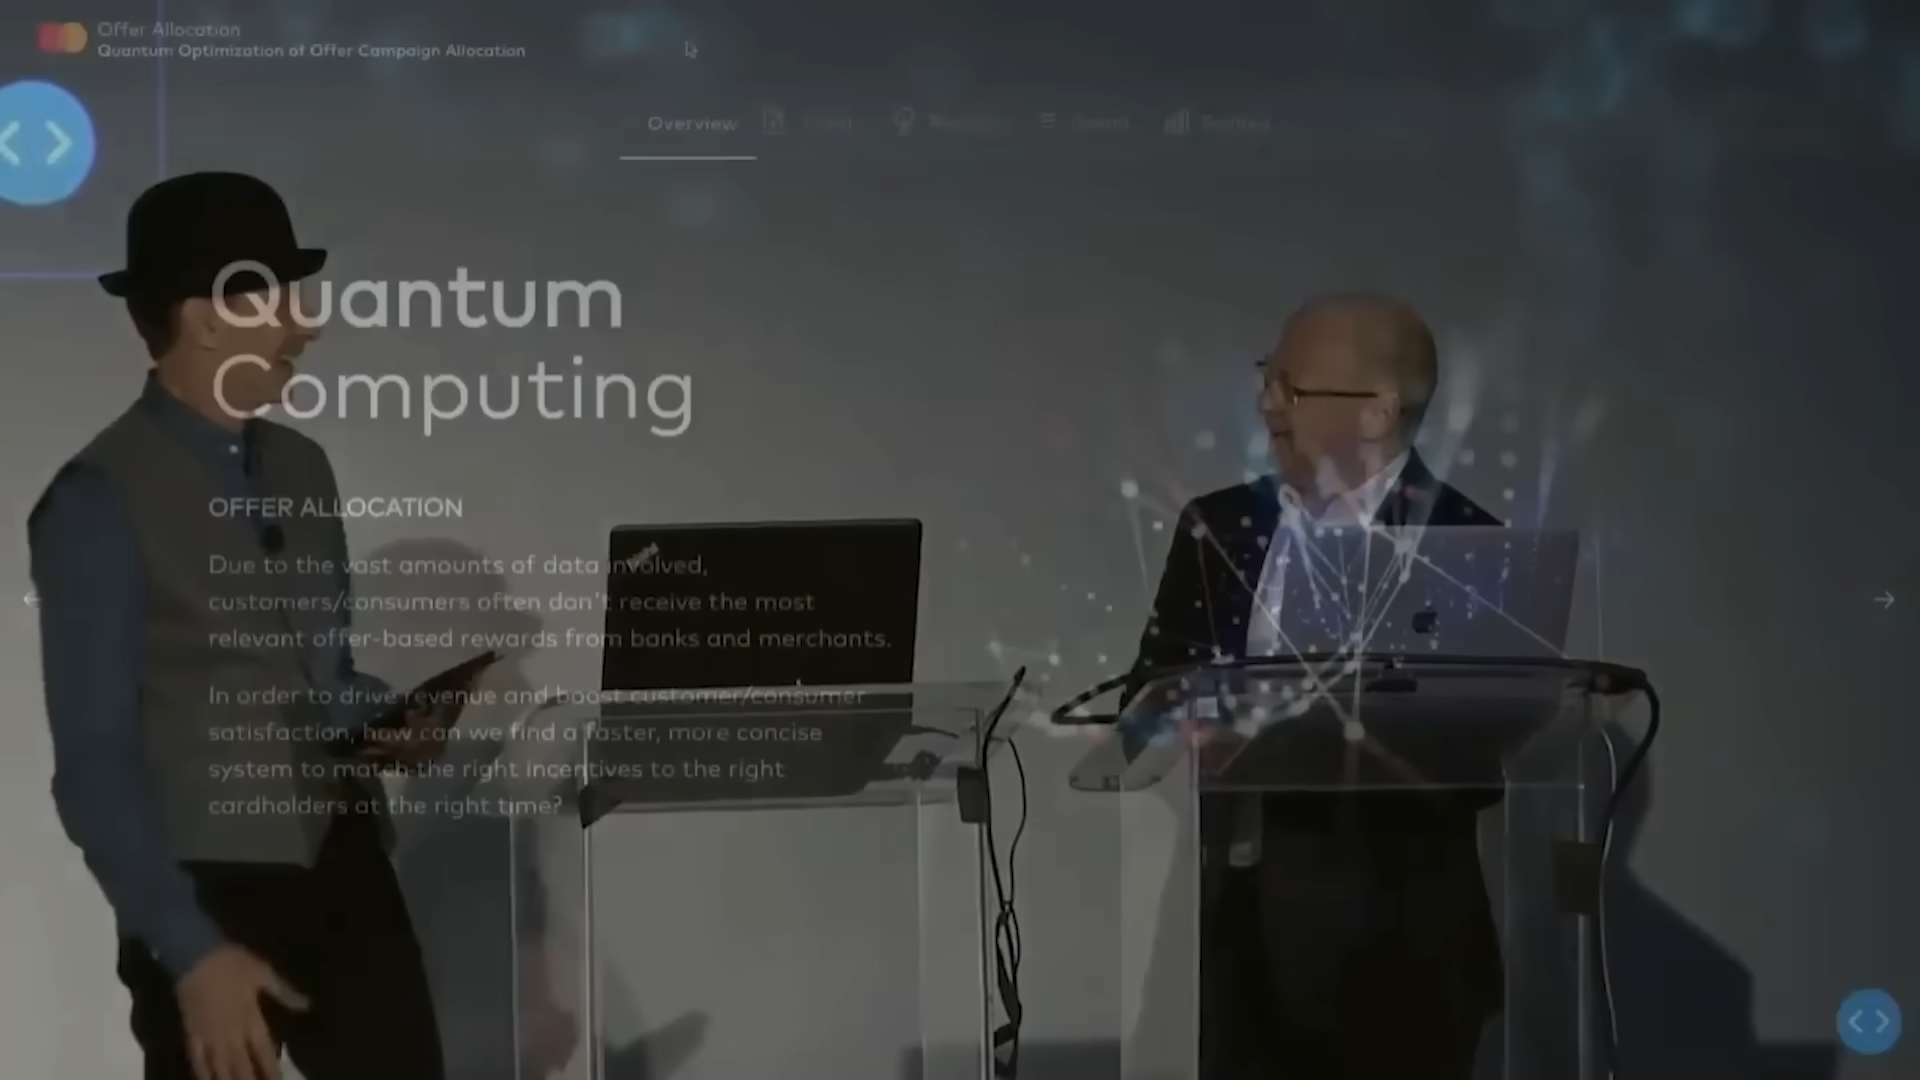 Offer Allocation
Quantum Optimization of Offer Campaign Allocation
Overview
Quantum
Computing
OFFER ALLOCATION
Due to the vast amounts of data involved,
customers/consumers often don't receive the most
relevant offer-based rewards from banks and merchants.
In order to drive revenue and boost customer/consumer
satisfaction, how can we find a faster, more concise
system to match the right incentives to the right
cardholders at the right time?